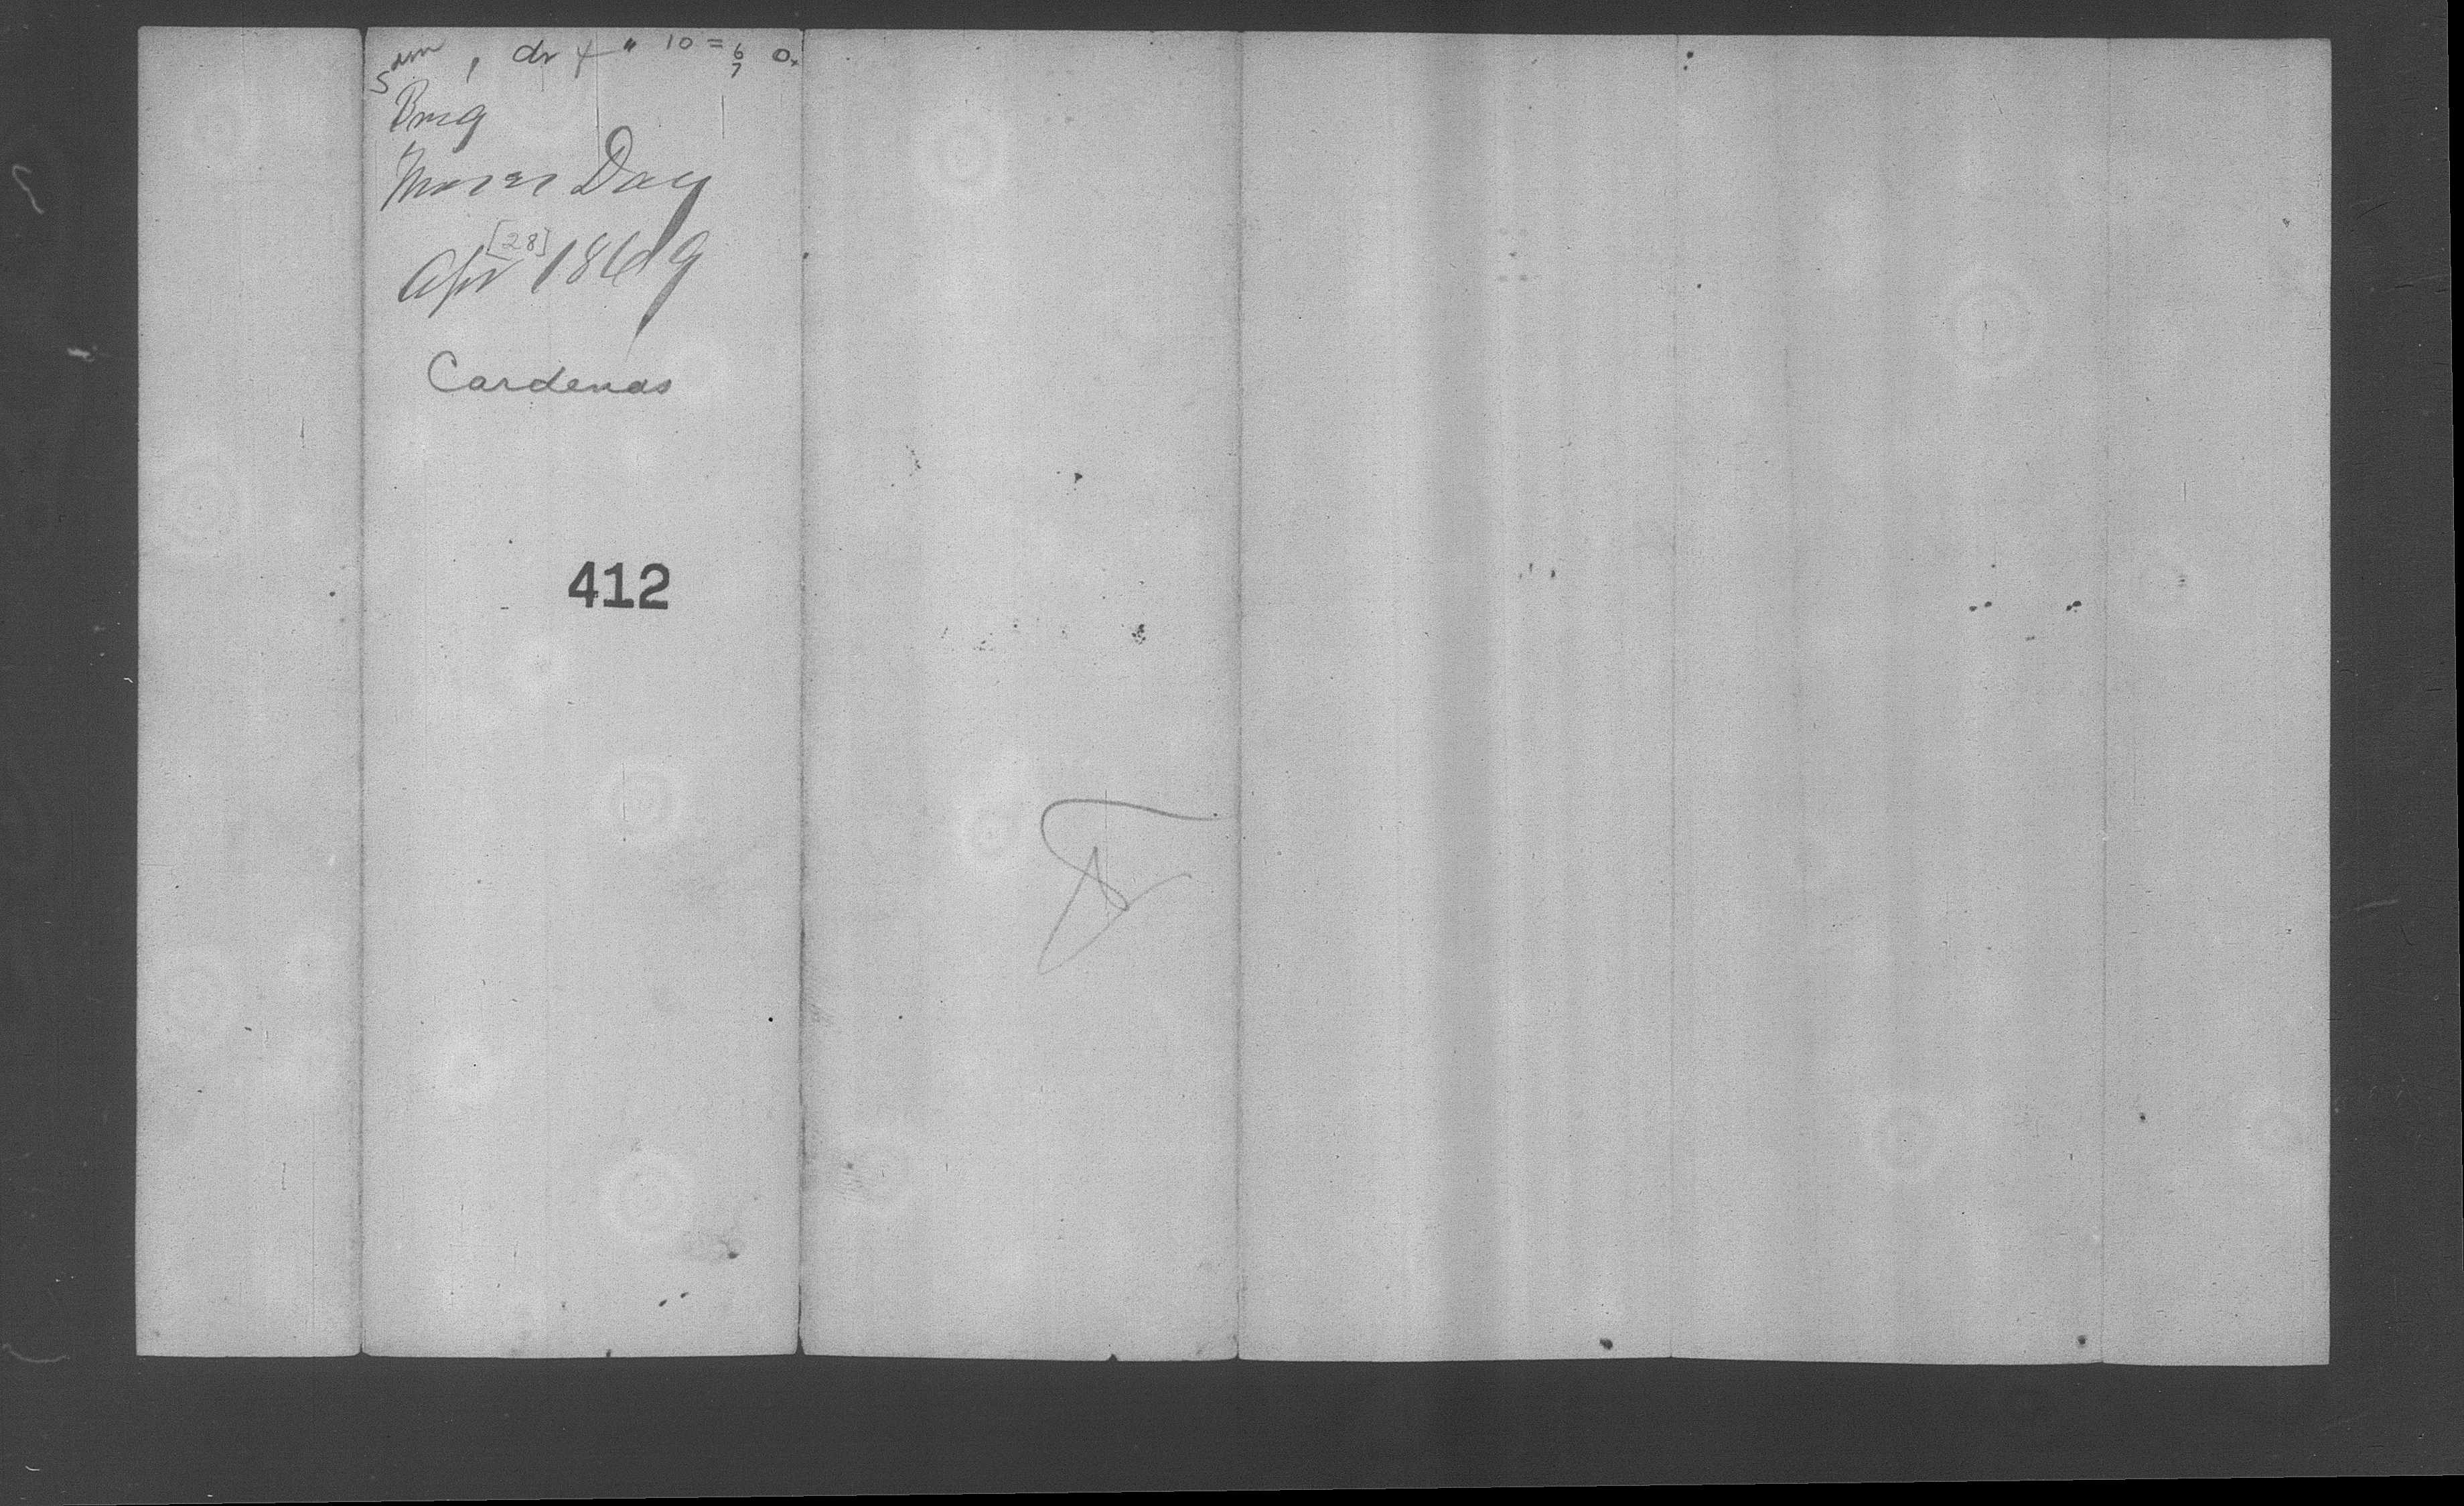 Brig
Moses Day
Apr [28] 1869
Cardenas
412